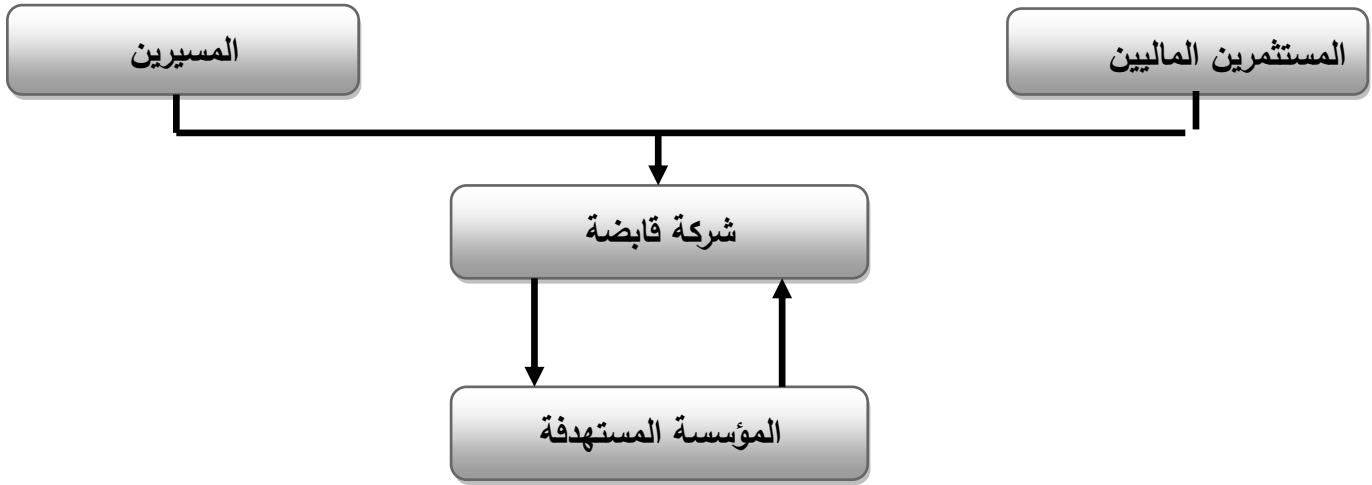 المستثمرين الماليين
المسيرين
شركة قابضة
المؤسسة المستهدفة